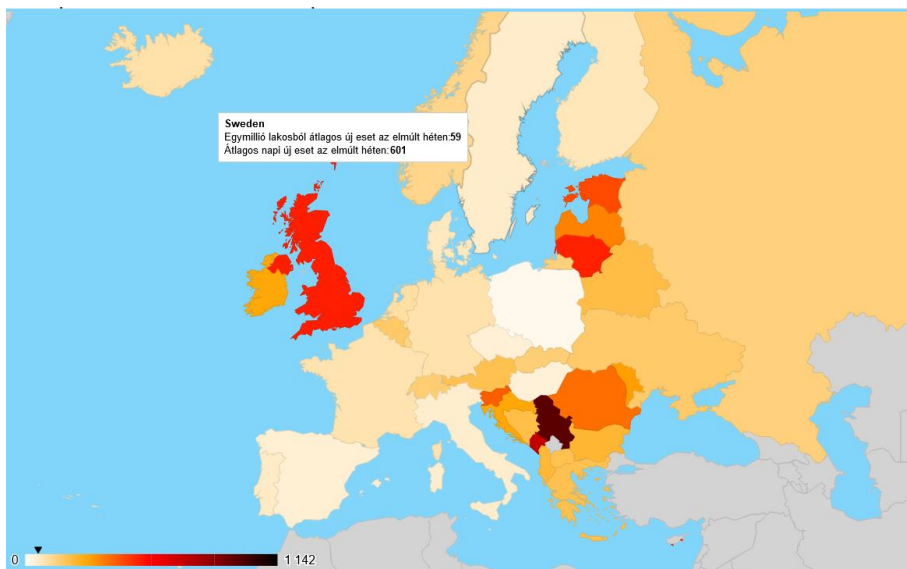 Sweden
Egymillió lakosból átlagos új eset az elmúlt héten:59
Átlagos napi új eset az elmúlt héten:601
0
1 142